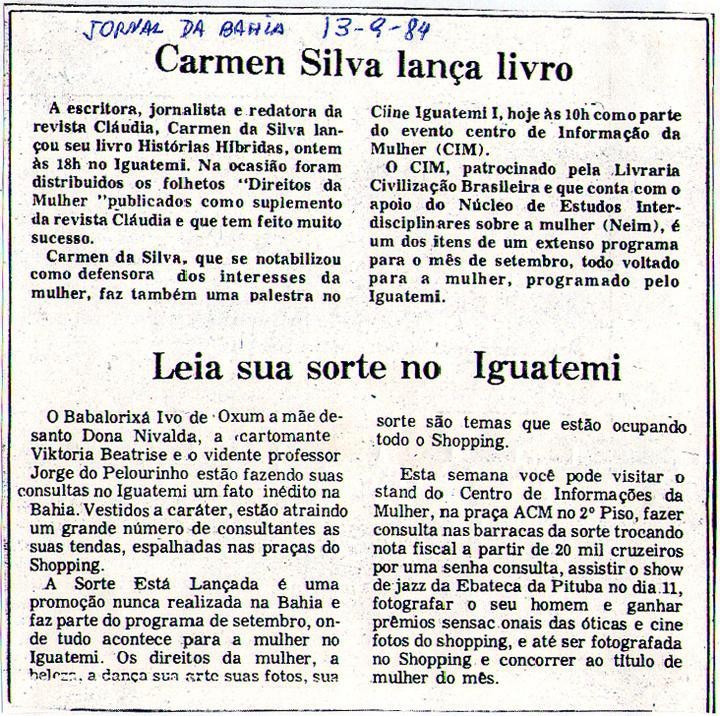 JORNAL DA BAHIA 13-9-84
Carmen Silva lança livro
A escritora, jornalista e redatora da
revista Cláudia, Carmen da Silva lan-
çou seu livro Histórias Híbridas, ontem
às 18h no Iguatemi. Na ocasião foram
distribuidos os folhetos "Direitos da
Mulher "publicados como suplemento
da revista Cláudia e que tem feito muito
sucesso.
Carmen da Silva, que se notabilizou
como defensora dos interesses da
mulher, faz também uma palestra no
Ciine Iguatemi I, hoje às 10h como parte
do evento centro de Informação da
Mulher (CIM).
O CIM, patrocinado pela Livraria
Civilização Brasileira e que conta com o
apoio do Núcleo de Estudos Inter-
disciplinares sobre a mulher (Neim), é
um dos itens de um extenso programa
para o mês de setembro, todo voltado
para a mulher, programado pelo
Iguatemi.
Leia sua sorte no Iguatemi
O Babalorixá Ivo de Oxum a mãe de-
santo Dona Nivalda, a cartomante
Viktoria Beatrise e o vidente professor
Jorge do Pelourinho estão fazendo suas
consultas no Iguatemi um fato inédito na
Bahia. Vestidos a caráter, estão atraindo
um grande número de consultantes as
suas tendas, espalhadas nas praças do
Shopping.
A Sorte Está Lançada é uma
promoção nunca realizada na Bahia e
faz parte do programa de setembro, on-
de tudo acontece para a mulher no
Iguatemi. Os direitos da mulher, a
beleza, a dança sua arte suas fotos, sua
sorte são temas que estão ocupando
todo o Shopping.
Esta semana você pode visitar o
stand do Centro de Informações da
Mulher, na praça ACM no 2º Piso, fazer
consulta nas barracas da sorte trocando
nota fiscal a partir de 20 mil cruzeiros
por uma senha consulta, assistir o show
de jazz da Ebateca da Pituba no dia 11,
fotografar o seu homem e ganhar
prêmios sensac onais das óticas e cine
fotos do shopping, e até ser fotografada
no Shopping e concorrer ao título de
mulher do mês.